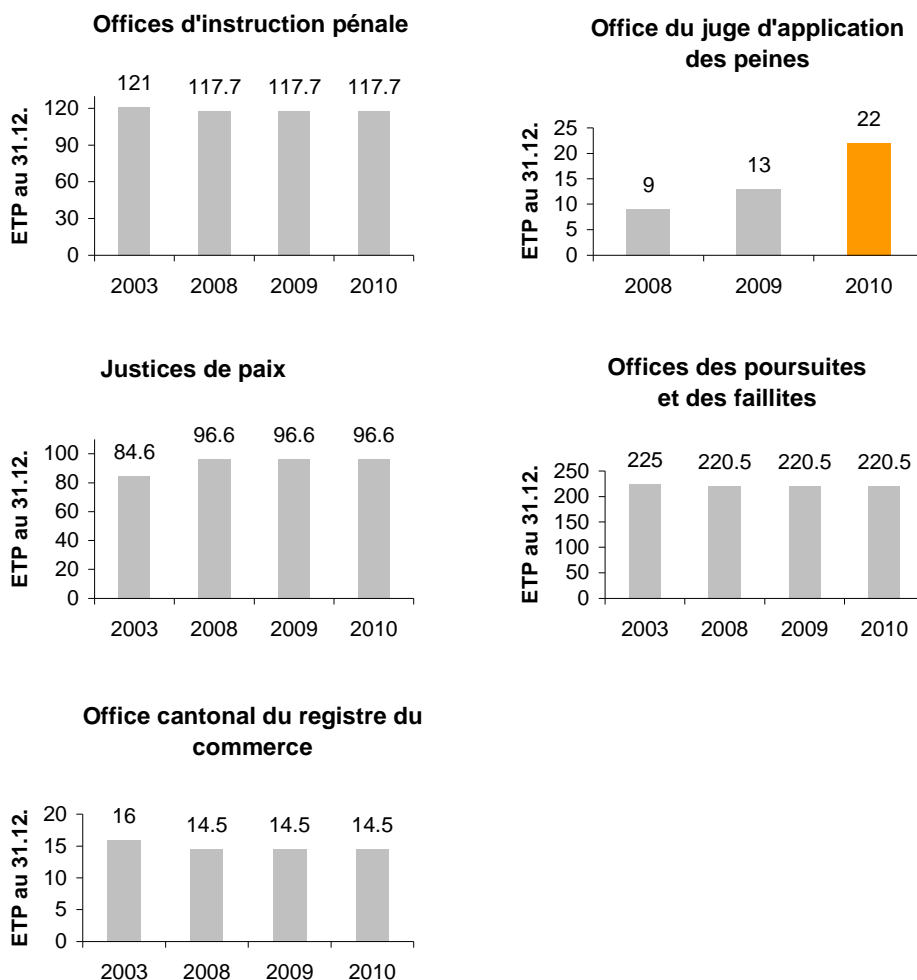 Offices d'instruction pénale
121 117.7 117.7 117.7
120
90
60
30
0
ETP au 31.12.
2003 2008 2009 2010
Office du juge d'application
des peines
22
13
9
25
20
15
10
5
0
ETP au 31.12.
2008 2009 2010
Justices de paix
84.6 96.6 96.6 96.6
100
80
60
40
20
0
ETP au 31.12.
2003 2008 2009 2010
Offices des poursuites
et des faillites
225 220.5 220.5 220.5
250
200
150
100
50
0
ETP au 31.12.
2003 2008 2009 2010
Office cantonal du registre du
commerce
16 14.5 14.5 14.5
20
15
10
5
0
ETP au 31.12.
2003 2008 2009 2010